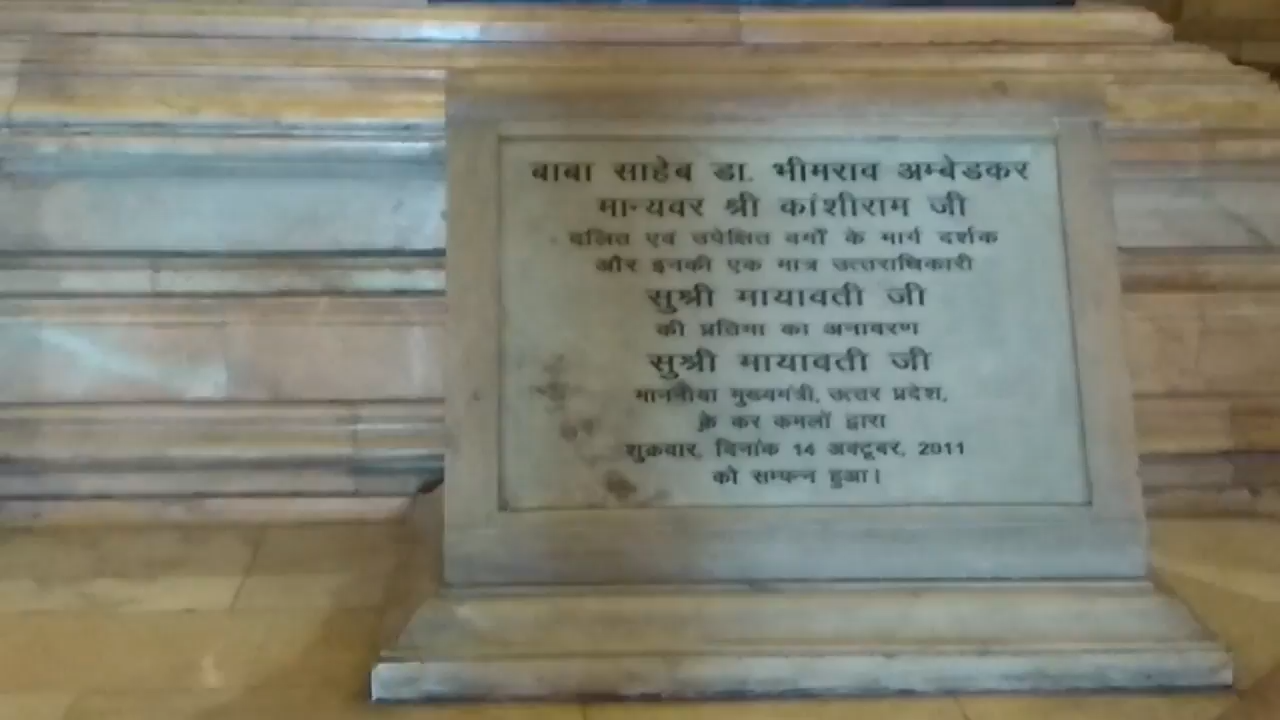 बाबा साहेब डा. भीमराव अम्बेडकर
मान्यवर श्री कांशीराम जी
दलित एवं उपेक्षित वर्गों के मार्ग दर्शक
और इनकी एक मात्र उत्तराधिकारी
सुश्री मायावती जी
की प्रतिमा का अनावरण
सुश्री मायावती जी
माननीया मुख्यमंत्री, उत्तर प्रदेश,
के कर कमलों द्वारा
शुक्रवार, दिनांक 14 अक्टूबर, 2011
को सम्पन्न हुआ।